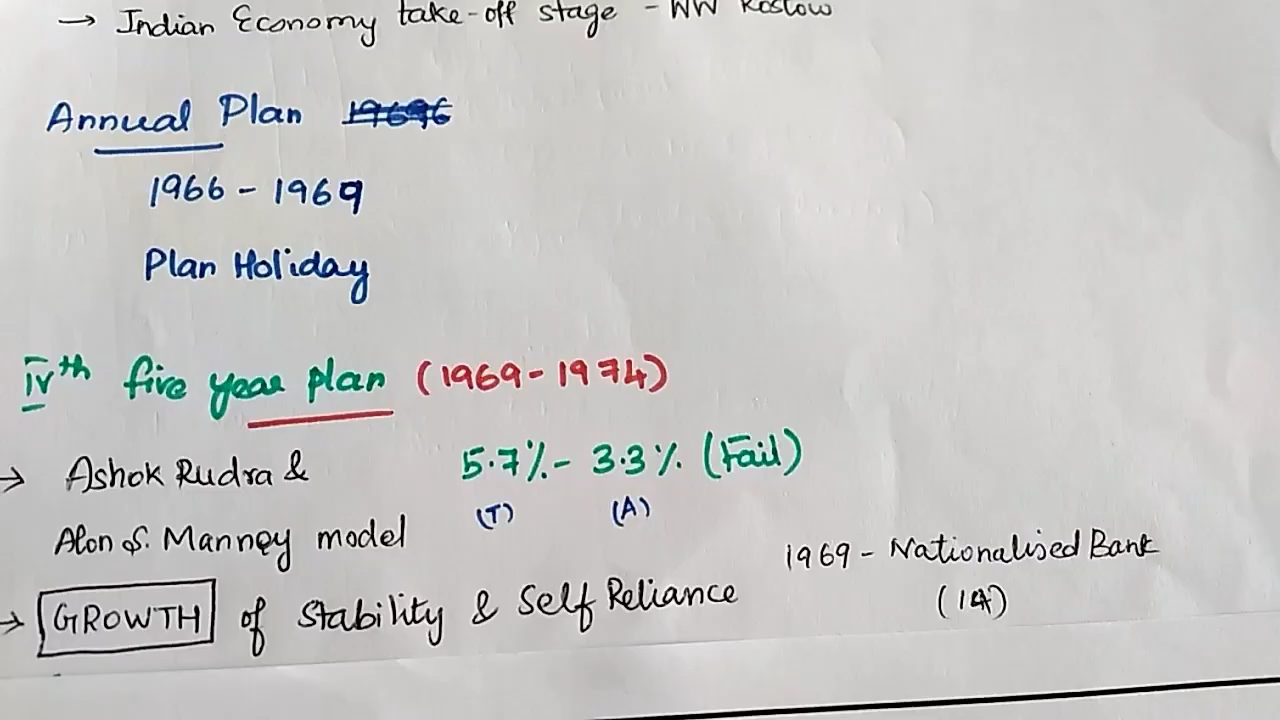 → Indian Economy take-off stage - WW Rostow
Annual Plan
1966 - 1969
Plan Holiday
IVth five year plan (1969-1974)
→ Ashok Rudra & 5.7% - 3.3% (Fail)
(T) (A)
Alon S. Manney model
1969 - Nationalised Bank
(14)
→ GROWTH of Stability & Self Reliance